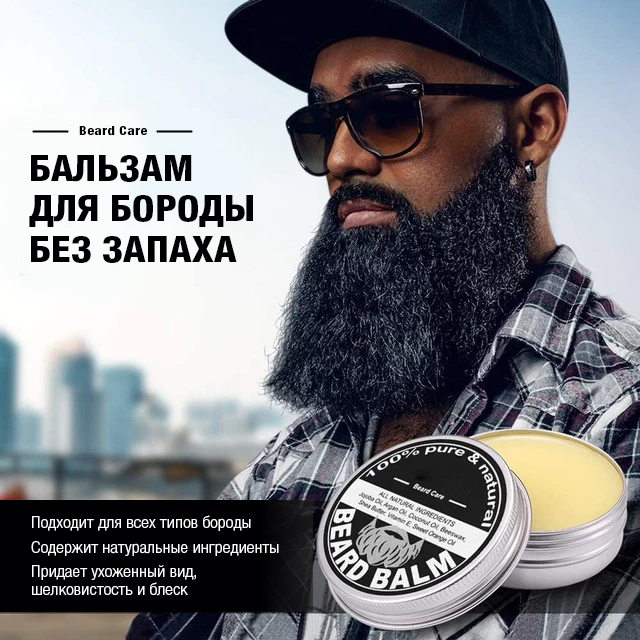 Beard Care
БАЛЬЗАМ
ДЛЯ БОРОДЫ
БЕЗ ЗАПАХА
100% pure & natural
Beard Care
ALL NATURAL INGREDIENTS
Jojoba Oil, Argan Oil, Coconut Oil, Beeswax,
Shea Butter, Vitamin E, Sweet Orange Oil
BEARD BALM
Подходит для всех типов бороды
Содержит натуральные ингредиенты
Придает ухоженный вид,
шелковистость и блеск